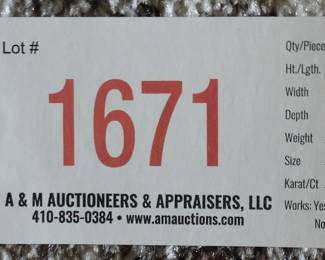 Lot #
1671
A & M AUCTIONEERS & APPRAISERS, LLC
410-835-0384 • www.amauctions.com
Qty/Piece
Ht./Lgth.
Width
Depth
Weight
Size
Karat/Ct
Works: Yes
No